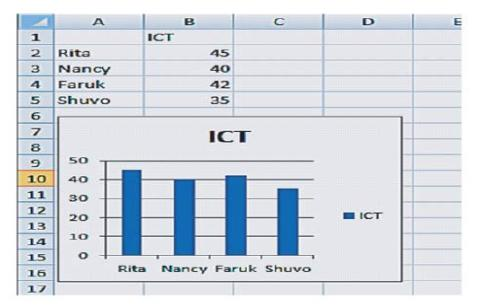 A B C D E
1 ICT
2 Rita 45
3 Nancy 40
4 Faruk 42
5 Shuvo 35
6
7
8
9
10
11
12
13
14
15
16
17
ICT
50
40
30
20
10
0
Rita Nancy Faruk Shuvo
ICT